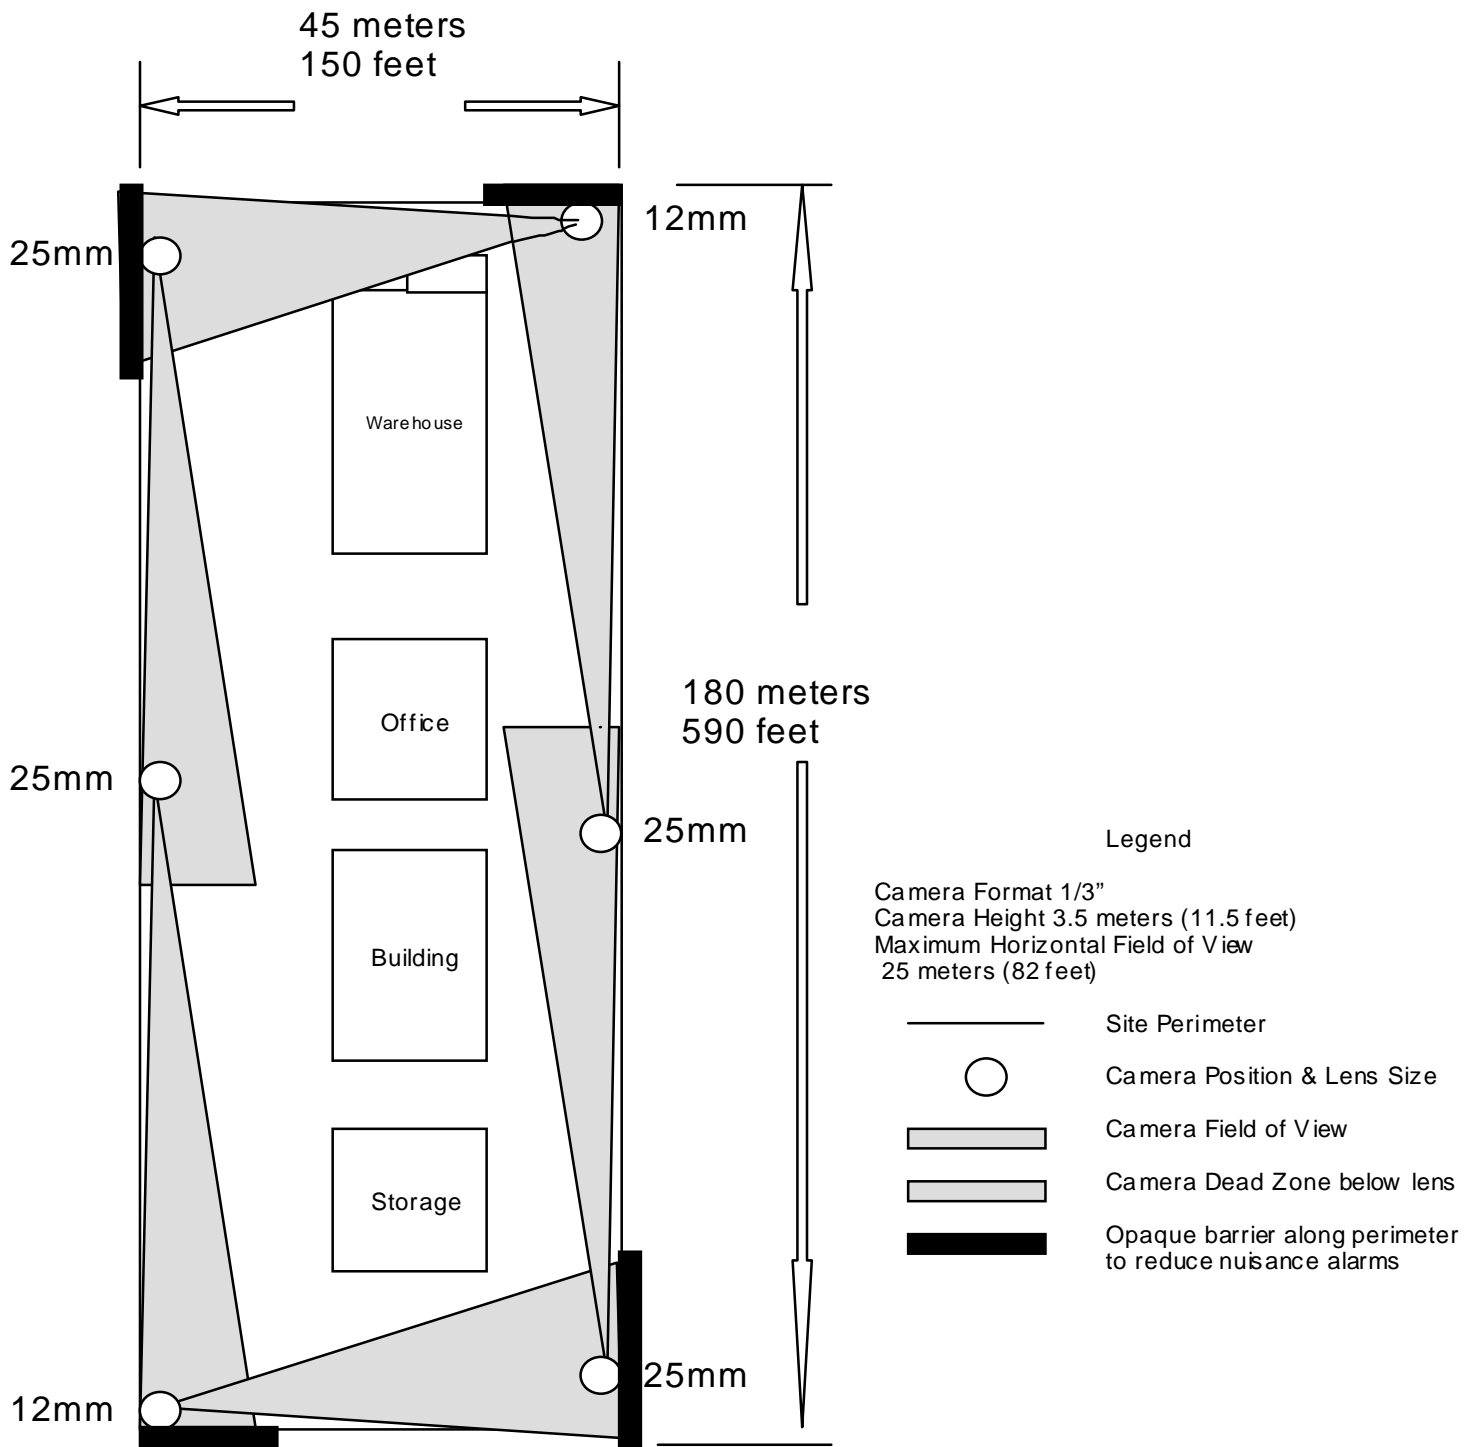 45 meters
150 feet
12mm
25mm
Warehouse
180 meters
590 feet
Office
25mm
25mm
Legend
Camera Format 1/3”
Camera Height 3.5 meters (11.5 feet)
Maximum Horizontal Field of View
25 meters (82 feet)
Building
Site Perimeter
Camera Position & Lens Size
Camera Field of View
Camera Dead Zone below lens
Storage
Opaque barrier along perimeter
to reduce nuisance alarms
25mm
12mm